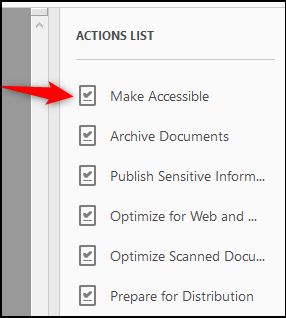 ACTIONS LIST
Make Accessible
Archive Documents
Publish Sensitive Inform...
Optimize for Web and ...
Optimize Scanned Docu...
Prepare for Distribution